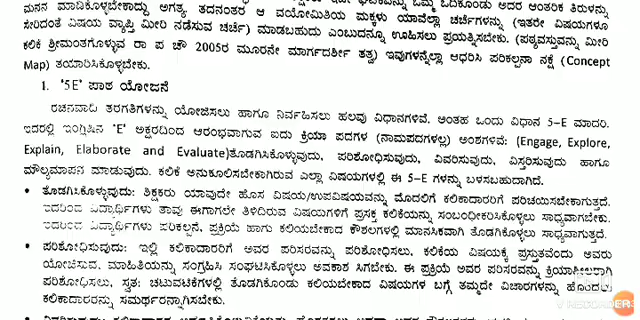 ಮನನ ಮಾಡಿಕೊಳ್ಳಬೇಕಾದ್ದು ಅಗತ್ಯ. ತದನಂತರ ಆ ವಯೋಮಿತಿಯ ಮಕ್ಕಳು ಯಾವೆಲ್ಲಾ ಚರ್ಚೆಗಳನ್ನು (ಇತರೇ ವಿಷಯಗಳೂ
ಸೇರಿದಂತೆ ವಿಷಯ ವ್ಯಾಪ್ತಿ ಮೀರಿ ನಡೆಸುವ ಚರ್ಚೆ) ಮಾಡಬಹುದು ಎಂಬುದನ್ನೂ ಊಹಿಸಲು ಪ್ರಯತ್ನಿಸಬೇಕು. (ಪಠ್ಯವಸ್ತುವನ್ನು ಮೀರಿ
ಕಲಿಕೆ ಶ್ರೀಮಂತಗೊಳ್ಳುವ ರಾ ಪ ಚೌ 2005ರ ಮೂರನೇ ಮಾರ್ಗದರ್ಶೀ ತತ್ವ) ಇವುಗಳನ್ನೆಲ್ಲಾ ಆಧರಿಸಿ ಪರಿಕಲ್ಪನಾ ನಕ್ಷೆ (Concept
Map) ತಯಾರಿಸಿಕೊಳ್ಳಬೇಕು.
1. '5E' ಪಾಠ ಯೋಜನೆ
ರಚನವಾದಿ ತರಗತಿಗಳನ್ನು ಯೋಜಿಸಲು ಹಾಗೂ ನಿರ್ವಹಿಸಲು ಹಲವು ವಿಧಾನಗಳಿವೆ. ಅಂತಹ ಒಂದು ವಿಧಾನ 5-E ಮಾದರಿ.
ಇದರಲ್ಲಿ ಇಂಗ್ಲಿಷಿನ 'E' ಅಕ್ಷರದಿಂದ ಆರಂಭವಾಗುವ ಐದು ಕ್ರಿಯಾ ಪದಗಳ (ನಾಮಪದಗಳಲ್ಲ) ಅಂಶಗಳಿವೆ: (Engage, Explore,
Explain, Elaborate and Evaluate)ತೊಡಗಿಸಿಕೊಳ್ಳುವುದು, ಪರಿಶೋಧಿಸುವುದು, ವಿವರಿಸುವುದು, ವಿಸ್ತರಿಸುವುದು ಹಾಗೂ
ಮೌಲ್ಯಮಾಪನ ಮಾಡುವುದು. ಕಲಿಕೆ ಅನುಕೂಲಿಸಬೇಕಾಗಿರುವ ಎಲ್ಲಾ ವಿಷಯಗಳಲ್ಲಿ ಈ 5-E ಗಳನ್ನು ಬಳಸಬಹುದಾಗಿದೆ.
• ತೊಡಗಿಸಿಕೊಳ್ಳುವುದು: ಶಿಕ್ಷಕರು ಯಾವುದೇ ಹೊಸ ವಿಷಯ/ಉಪವಿಷಯವನ್ನು ಮೊದಲಿಗೆ ಕಲಿಕಾದಾರರಿಗೆ ಪರಿಚಯಿಸಬೇಕಾಗುತ್ತದೆ.
ಇದರಿಂದ ವಿದ್ಯಾರ್ಥಿಗಳು ತಾವು ಈಗಾಗಲೇ ತಿಳಿದಿರುವ ವಿಷಯಗಳಿಗೆ ಪ್ರಸಕ್ತ ಕಲಿಕೆಯನ್ನು ಸಂಬಂಧೀಕರಿಸಿಕೊಳ್ಳಲು ಸಾಧ್ಯವಾಗಬೇಕು.
ಇದರಿಂದ ವಿದ್ಯಾರ್ಥಿಗಳು ಪರಿಕಲ್ಪನೆ, ಪ್ರಕ್ರಿಯೆ ಹಾಗು ಕಲಿಯಬೇಕಾದ ಕೌಶಲಗಳಲ್ಲಿ ಮಾನಸಿಕವಾಗಿ ತೊಡಗಿಸಿಕೊಳ್ಳಲು ಸಾಧ್ಯವಾಗುತ್ತದೆ.
• ಪರಿಶೋಧಿಸುವುದು: ಇಲ್ಲಿ ಕಲಿಕಾದಾರರಿಗೆ ಅವರ ಪರಿಸರವನ್ನು ಪರಿಶೋಧಿಸಲು, ಕಲಿಕೆಯ ವಿಷಯಕ್ಕೆ ಪ್ರಸ್ತುತವೆಂದು ಅವರು
ಯೋಚಿಸುವ, ಮಾಹಿತಿಯನ್ನು ಸಂಗ್ರಹಿಸಿ ಸಂಘಟಿಸಿಕೊಳ್ಳಲು ಅವಕಾಶ ಸಿಗಬೇಕು. ಈ ಪ್ರಕ್ರಿಯೆ ಅವರ ಪರಿಸರವನ್ನು ಕ್ರಿಯಾಶೀಲರಾಗಿ
ಪರಿಶೋಧಿಸಲು, ಸ್ವತ: ಚಟುವಟಿಕೆಗಳಲ್ಲಿ ತೊಡಗಿಕೊಂಡು ಕಲಿಯಬೇಕಾದ ವಿಷಯಗಳ ಬಗ್ಗೆ ತಮ್ಮದೇ ವಿಚಾರಗಳನ್ನು ಹೊಂದಲು
ಕಲಿಕಾದಾರರನ್ನು ಸಮರ್ಥರನ್ನಾಗಿಸಬೇಕು.